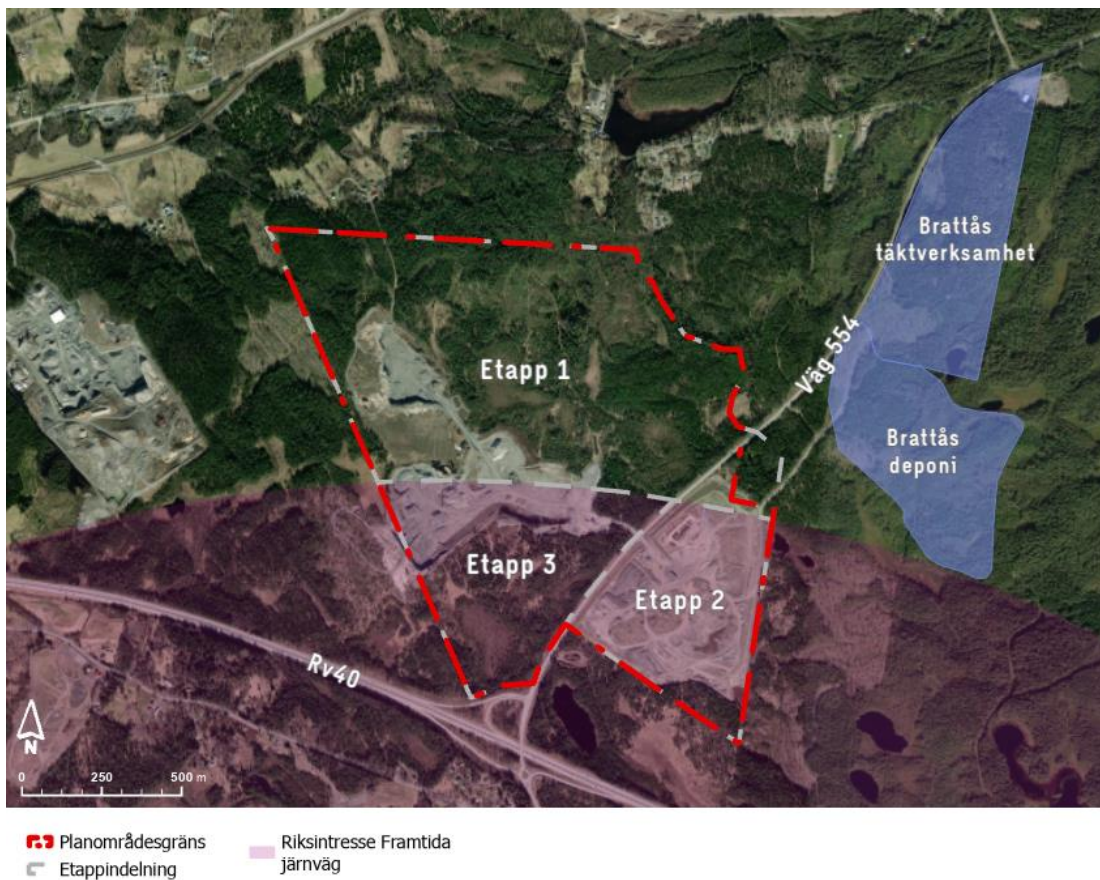 Brattås
täktverksamhet
Väg 554
Etapp 1
Brattås
deponi
Etapp 3
Etapp 2
Rv40
N
0 250 500 m
Planområdesgräns
Etappindelning
Riksintresse Framtida
järnväg